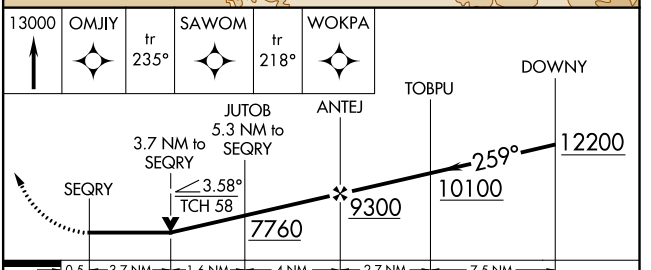 13000 OMJIY tr 235° SAWOM tr 218° WOKPA
DOWNY
TOBPU
ANTEJ
JUTOB
5.3 NM to
SEQRY
3.7 NM to
SEQRY
SEQRY
3.58°
TCH 58
259°
12200
10100
9300
7760
0.5 3.7 NM 1.6 NM 4 NM 2.7 NM 7.5 NM